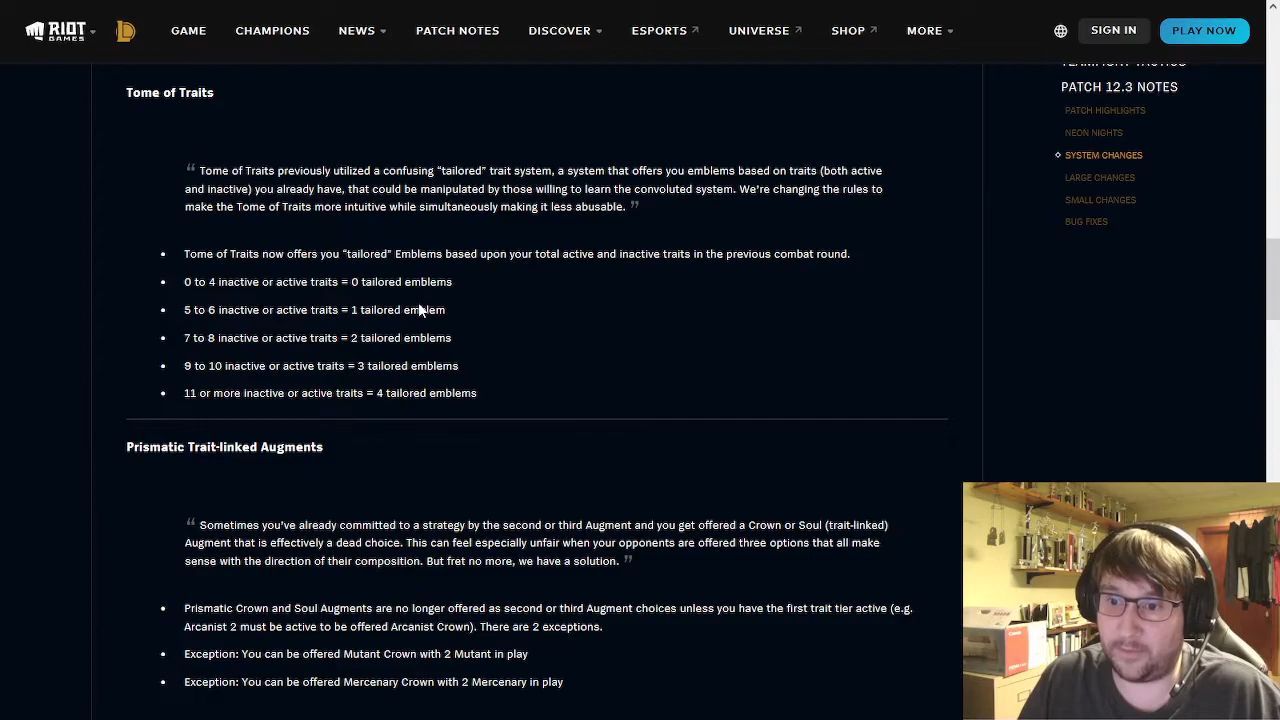 RIOT GAMES
GAME
CHAMPIONS
NEWS
PATCH NOTES
DISCOVER
ESPORTS
UNIVERSE
SHOP
MORE
SIGN IN
PLAY NOW
TEAMFIGHT TACTICS
PATCH 12.3 NOTES
PATCH HIGHLIGHTS
NEON NIGHTS
SYSTEM CHANGES
LARGE CHANGES
SMALL CHANGES
BUG FIXES
Tome of Traits
“ Tome of Traits previously utilized a confusing “tailored” trait system, a system that offers you emblems based on traits (both active
and inactive) you already have, that could be manipulated by those willing to learn the convoluted system. We’re changing the rules to
make the Tome of Traits more intuitive while simultaneously making it less abusable. ”
• Tome of Traits now offers you “tailored” Emblems based upon your total active and inactive traits in the previous combat round.
• 0 to 4 inactive or active traits = 0 tailored emblems
• 5 to 6 inactive or active traits = 1 tailored emblem
• 7 to 8 inactive or active traits = 2 tailored emblems
• 9 to 10 inactive or active traits = 3 tailored emblems
• 11 or more inactive or active traits = 4 tailored emblems
Prismatic Trait-linked Augments
“ Sometimes you’ve already committed to a strategy by the second or third Augment and you get offered a Crown or Soul (trait-linked)
Augment that is effectively a dead choice. This can feel especially unfair when your opponents are offered three options that all make
sense with the direction of their composition. But fret no more, we have a solution. ”
• Prismatic Crown and Soul Augments are no longer offered as second or third Augment choices unless you have the first trait tier active (e.g.
Arcanist 2 must be active to be offered Arcanist Crown). There are 2 exceptions.
• Exception: You can be offered Mutant Crown with 2 Mutant in play
• Exception: You can be offered Mercenary Crown with 2 Mercenary in play